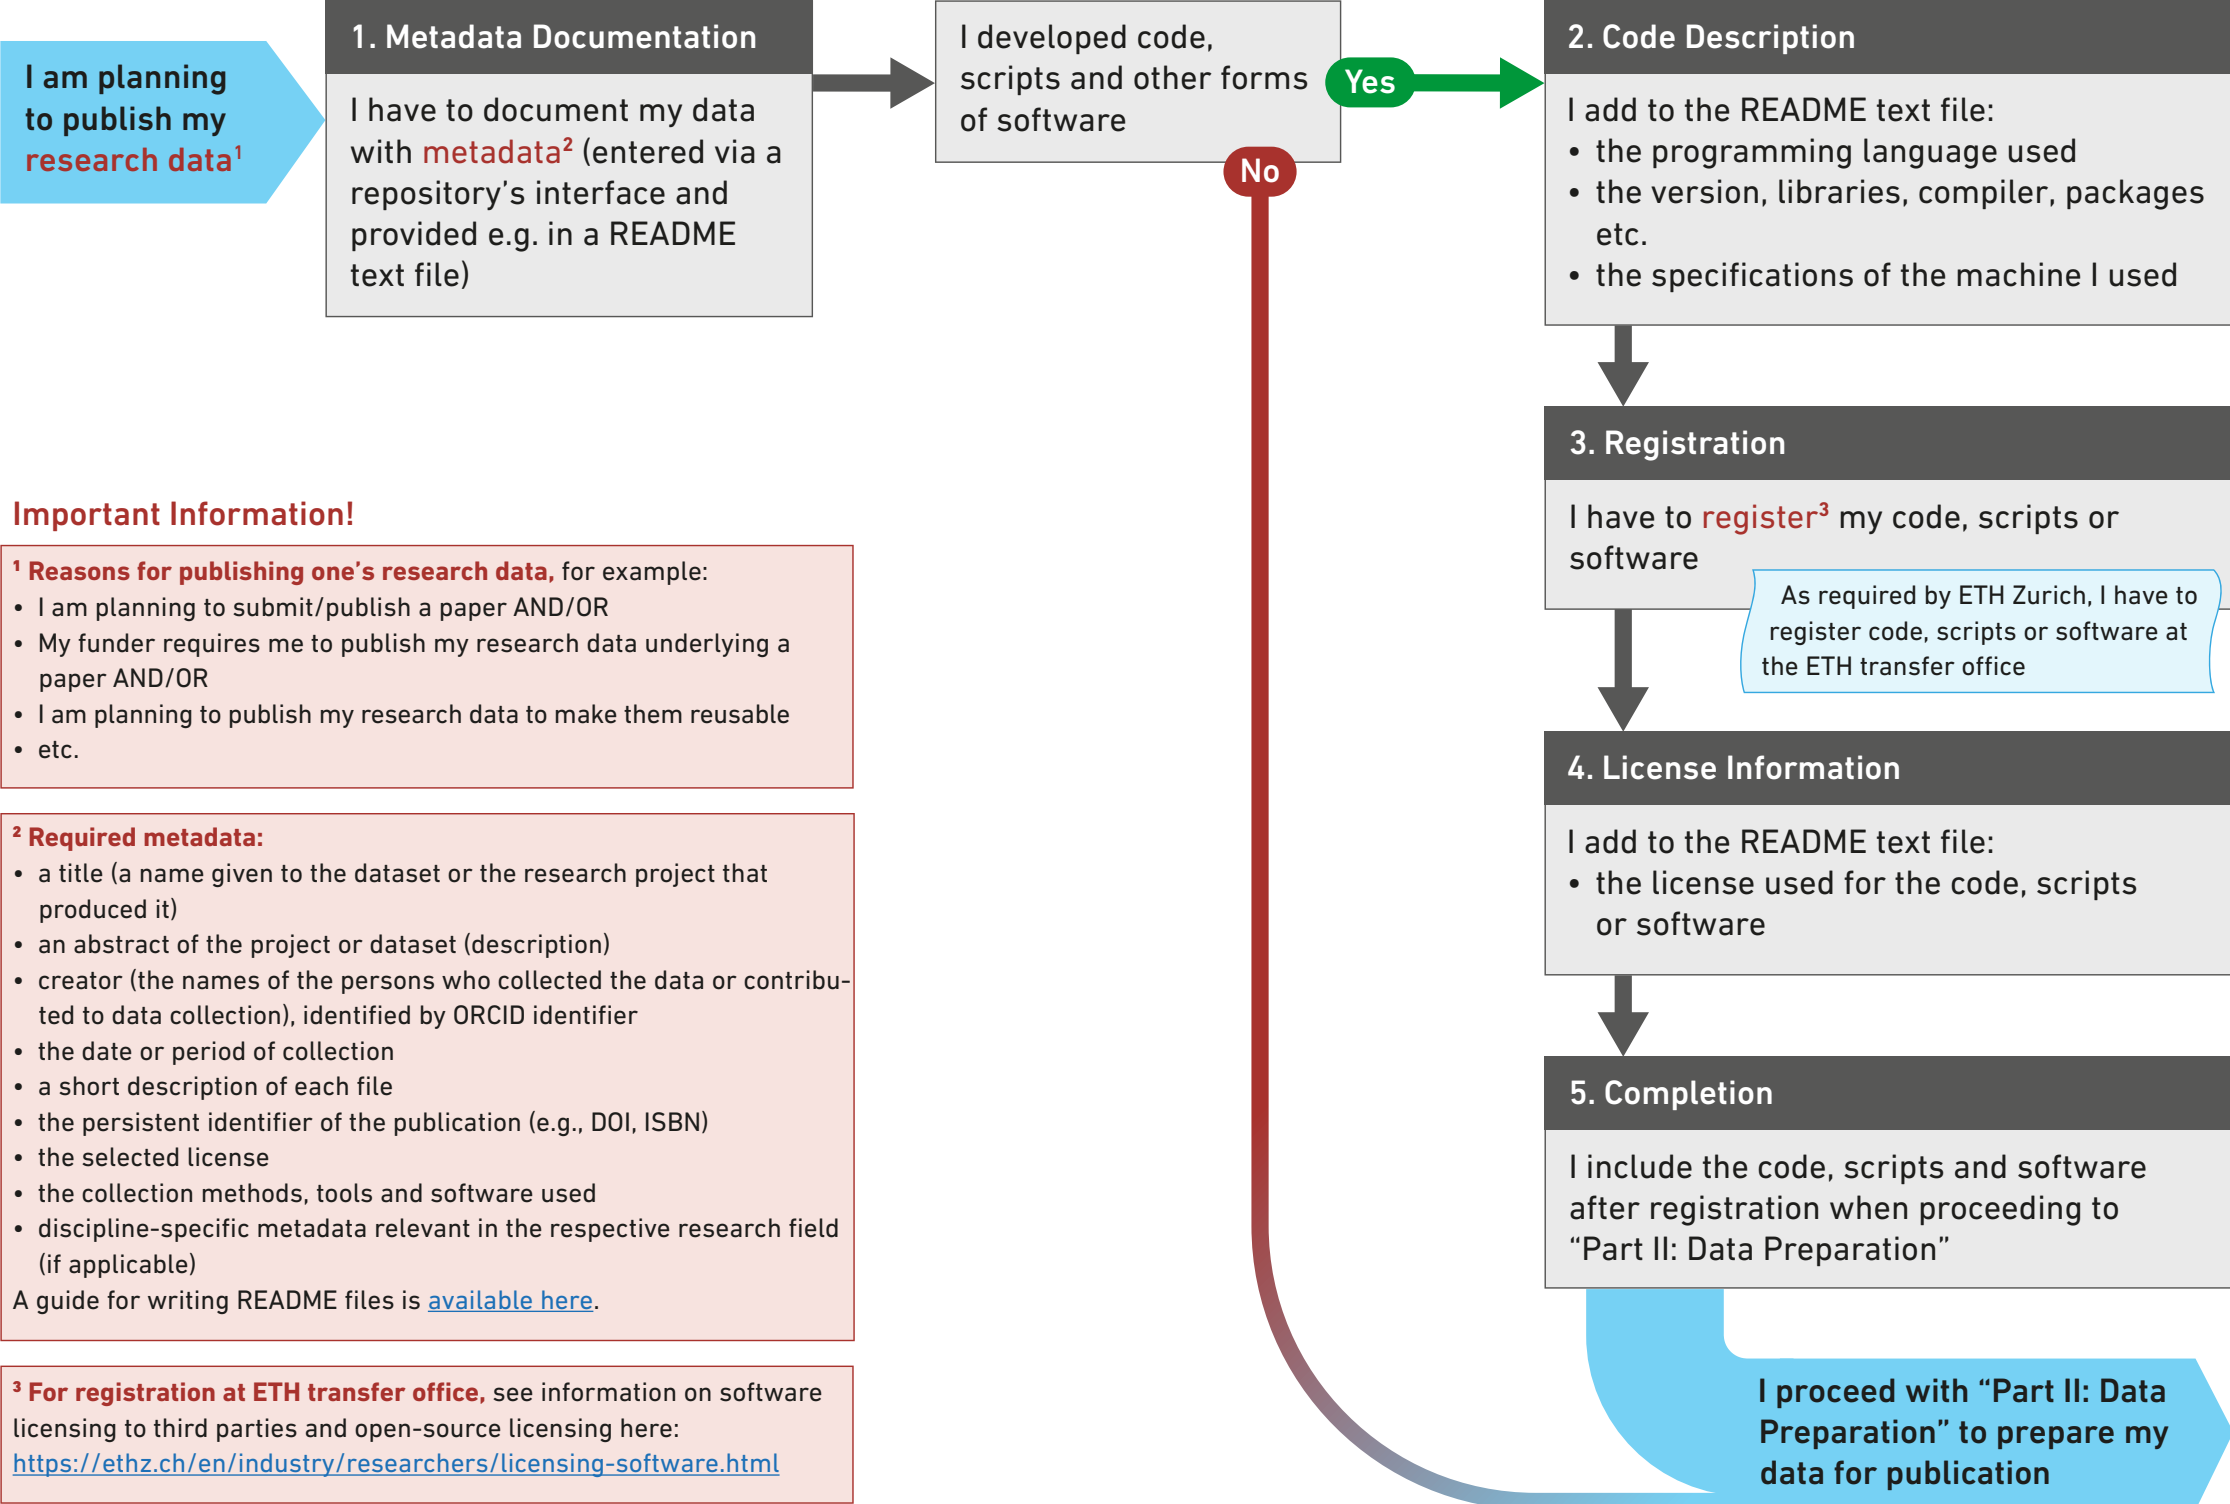 I am planning
to publish my
research data¹
1. Metadata Documentation
I have to document my data
with metadata² (entered via a
repository's interface and
provided e.g. in a README
text file)
I developed code,
scripts and other forms
of software
Yes
No
2. Code Description
I add to the README text file:
• the programming language used
• the version, libraries, compiler, packages
etc.
• the specifications of the machine I used
3. Registration
I have to register³ my code, scripts or
software
As required by ETH Zurich, I have to
register code, scripts or software at
the ETH transfer office
4. License Information
I add to the README text file:
• the license used for the code, scripts
or software
5. Completion
I include the code, scripts and software
after registration when proceeding to
“Part II: Data Preparation”
I proceed with “Part II: Data
Preparation” to prepare my
data for publication
Important Information!
¹ Reasons for publishing one’s research data, for example:
• I am planning to submit/publish a paper AND/OR
• My funder requires me to publish my research data underlying a
paper AND/OR
• I am planning to publish my research data to make them reusable
• etc.
² Required metadata:
• a title (a name given to the dataset or the research project that
produced it)
• an abstract of the project or dataset (description)
• creator (the names of the persons who collected the data or contribu-
ted to data collection), identified by ORCID identifier
• the date or period of collection
• a short description of each file
• the persistent identifier of the publication (e.g., DOI, ISBN)
• the selected license
• the collection methods, tools and software used
• discipline-specific metadata relevant in the respective research field
(if applicable)
A guide for writing README files is available here.
³ For registration at ETH transfer office, see information on software
licensing to third parties and open-source licensing here:
https://ethz.ch/en/industry/researchers/licensing-software.html